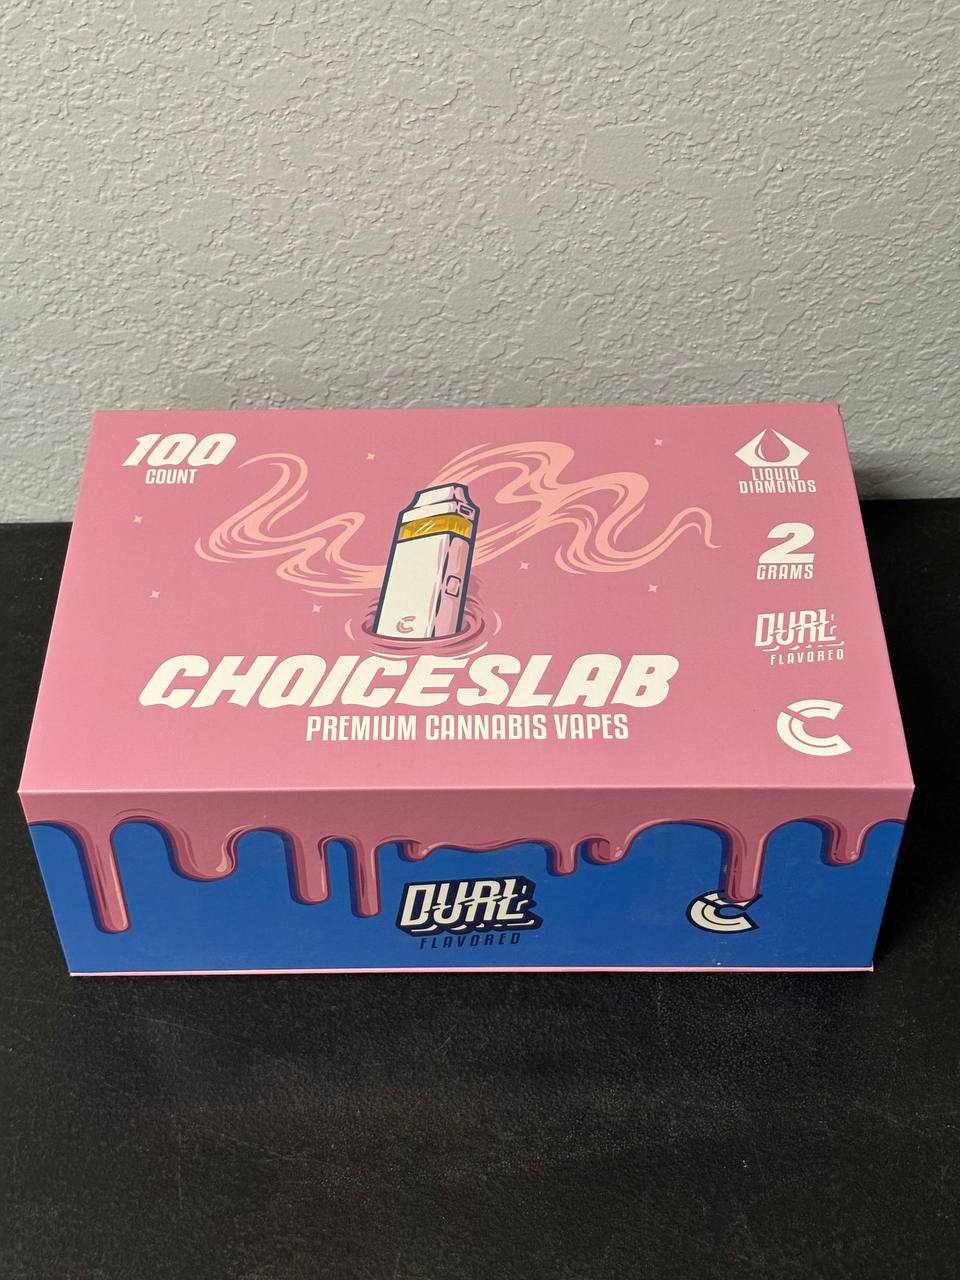 100
COUNT
LIQUID
DIAMONDS
2
GRAMS
DUAL
FLAVORED
CHOICESLAB
PREMIUM CANNABIS VAPES
DUAL
FLAVORED